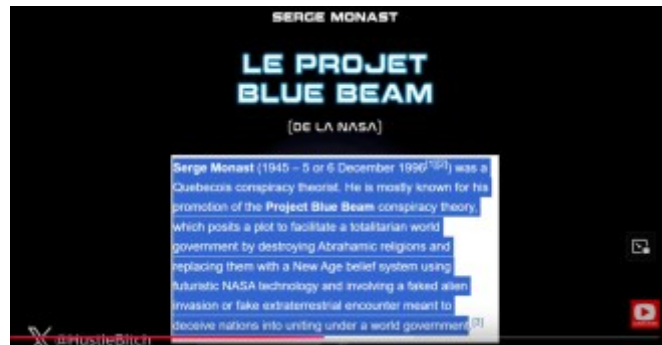 SERGE MONAST
LE PROJET
BLUE BEAM
[DE LA NASA]
Serge Monast (1945 – 5 or 6 December 1996[1][2]) was a
Quebecois conspiracy theorist. He is mostly known for his
promotion of the Project Blue Beam conspiracy theory,
which posits a plot to facilitate a totalitarian world
government by destroying Abrahamic religions and
replacing them with a New Age belief system using
futuristic NASA technology and involving a faked alien
invasion or fake extraterrestrial encounter meant to
deceive nations into uniting under a world government.[3]
X @HustleBitch